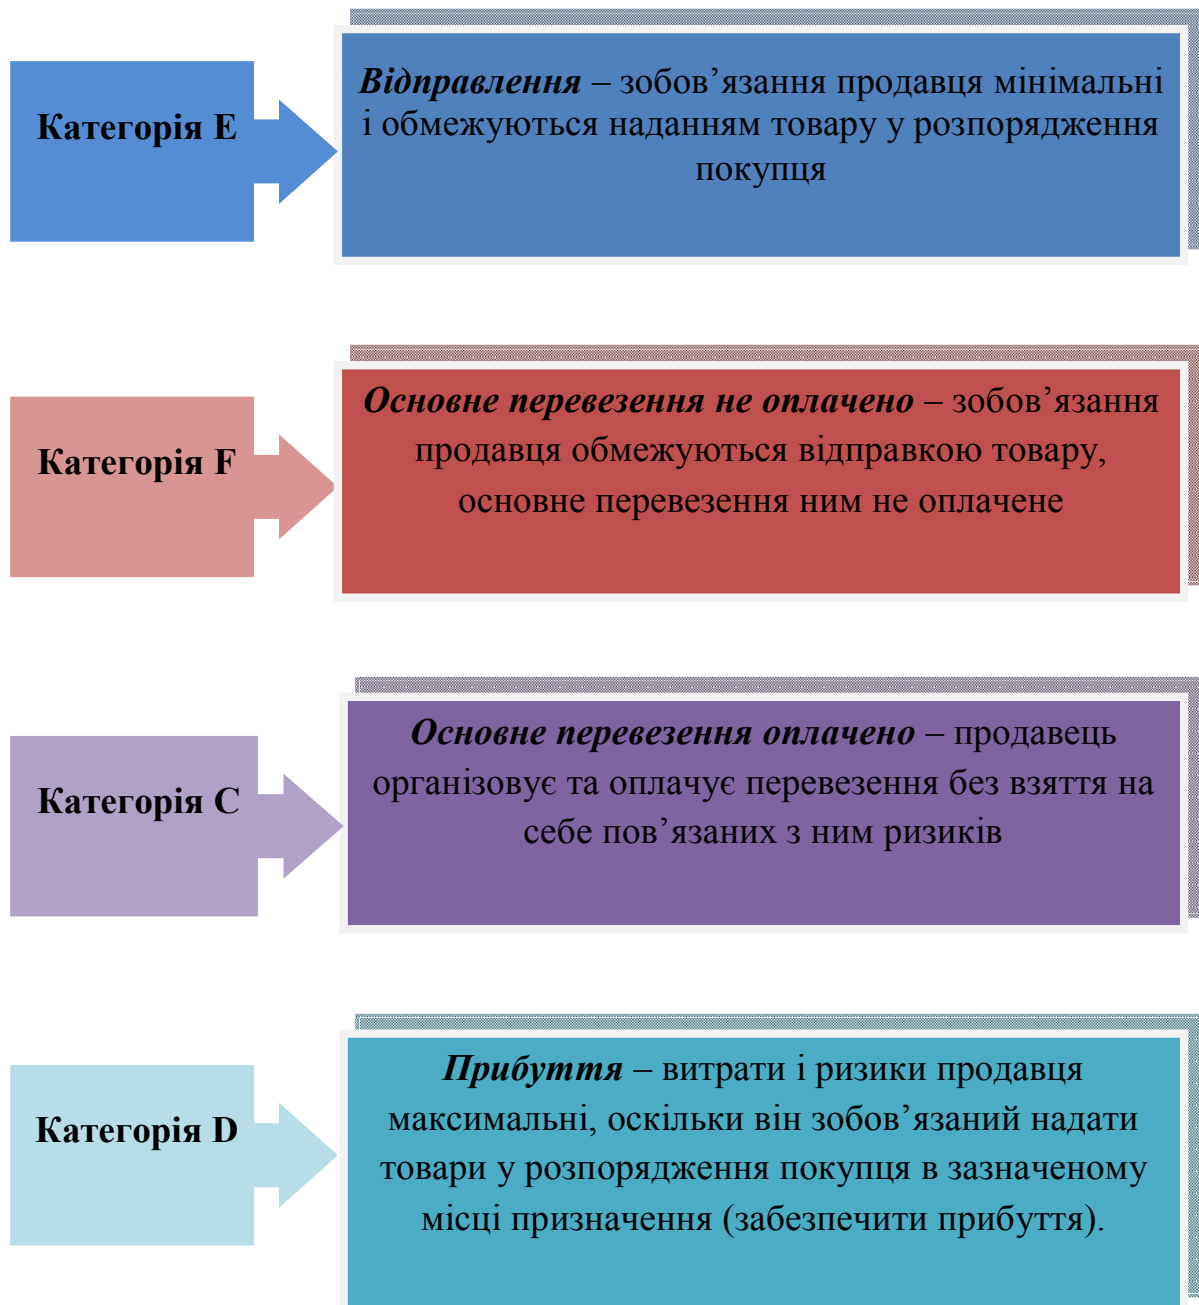 Категорія E
Відправлення – зобов’язання продавця мінімальні
і обмежуються наданням товару у розпорядження
покупця
Категорія F
Основне перевезення не оплачено – зобов’язання
продавця обмежуються відправкою товару,
основне перевезення ним не оплачене
Категорія C
Основне перевезення оплачено – продавець
організовує та оплачує перевезення без взяття на
себе пов’язаних з ним ризиків
Категорія D
Прибуття – витрати і ризики продавця
максимальні, оскільки він зобов’язаний надати
товари у розпорядження покупця в зазначеному
місці призначення (забезпечити прибуття).